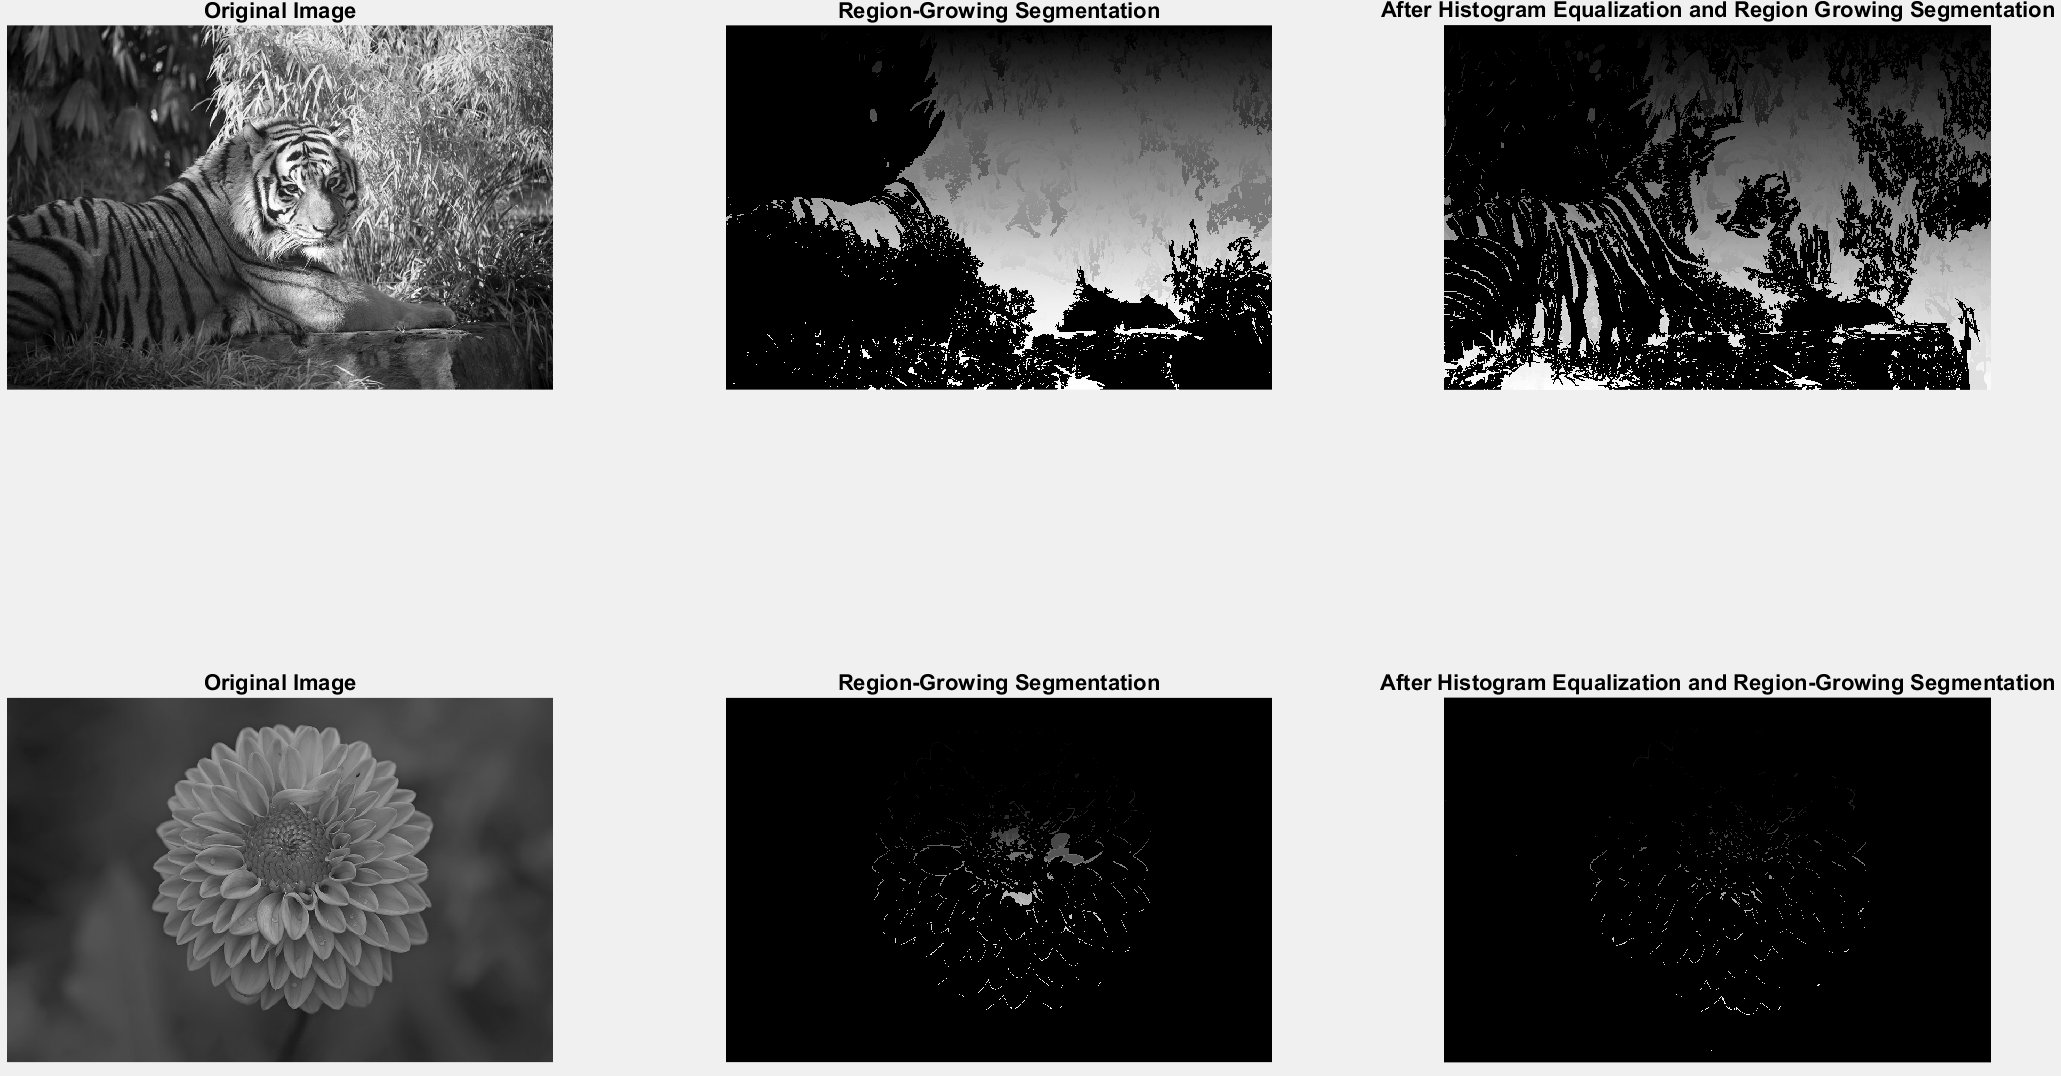 Original Image
Region-Growing Segmentation
After Histogram Equalization and Region Growing Segmentation
Original Image
Region-Growing Segmentation
After Histogram Equalization and Region-Growing Segmentation